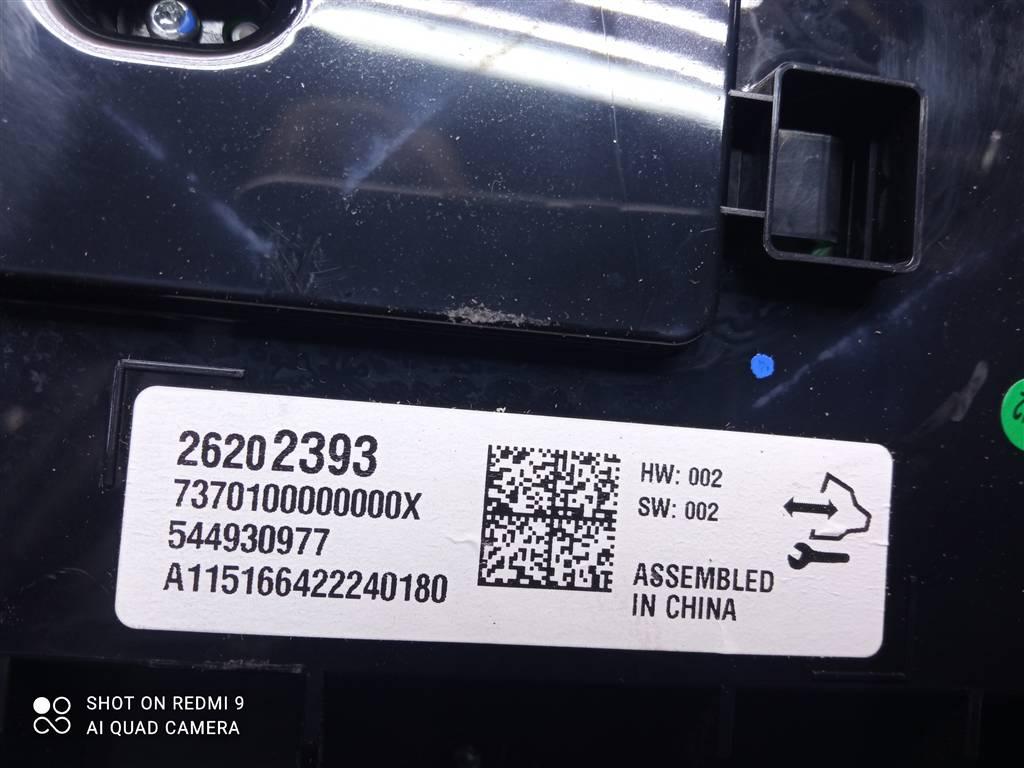 26202393
7370100000000X
544930977
A115166422240180
HW: 002
SW: 002
ASSEMBLED
IN CHINA
SHOT ON REDMI 9
AI QUAD CAMERA